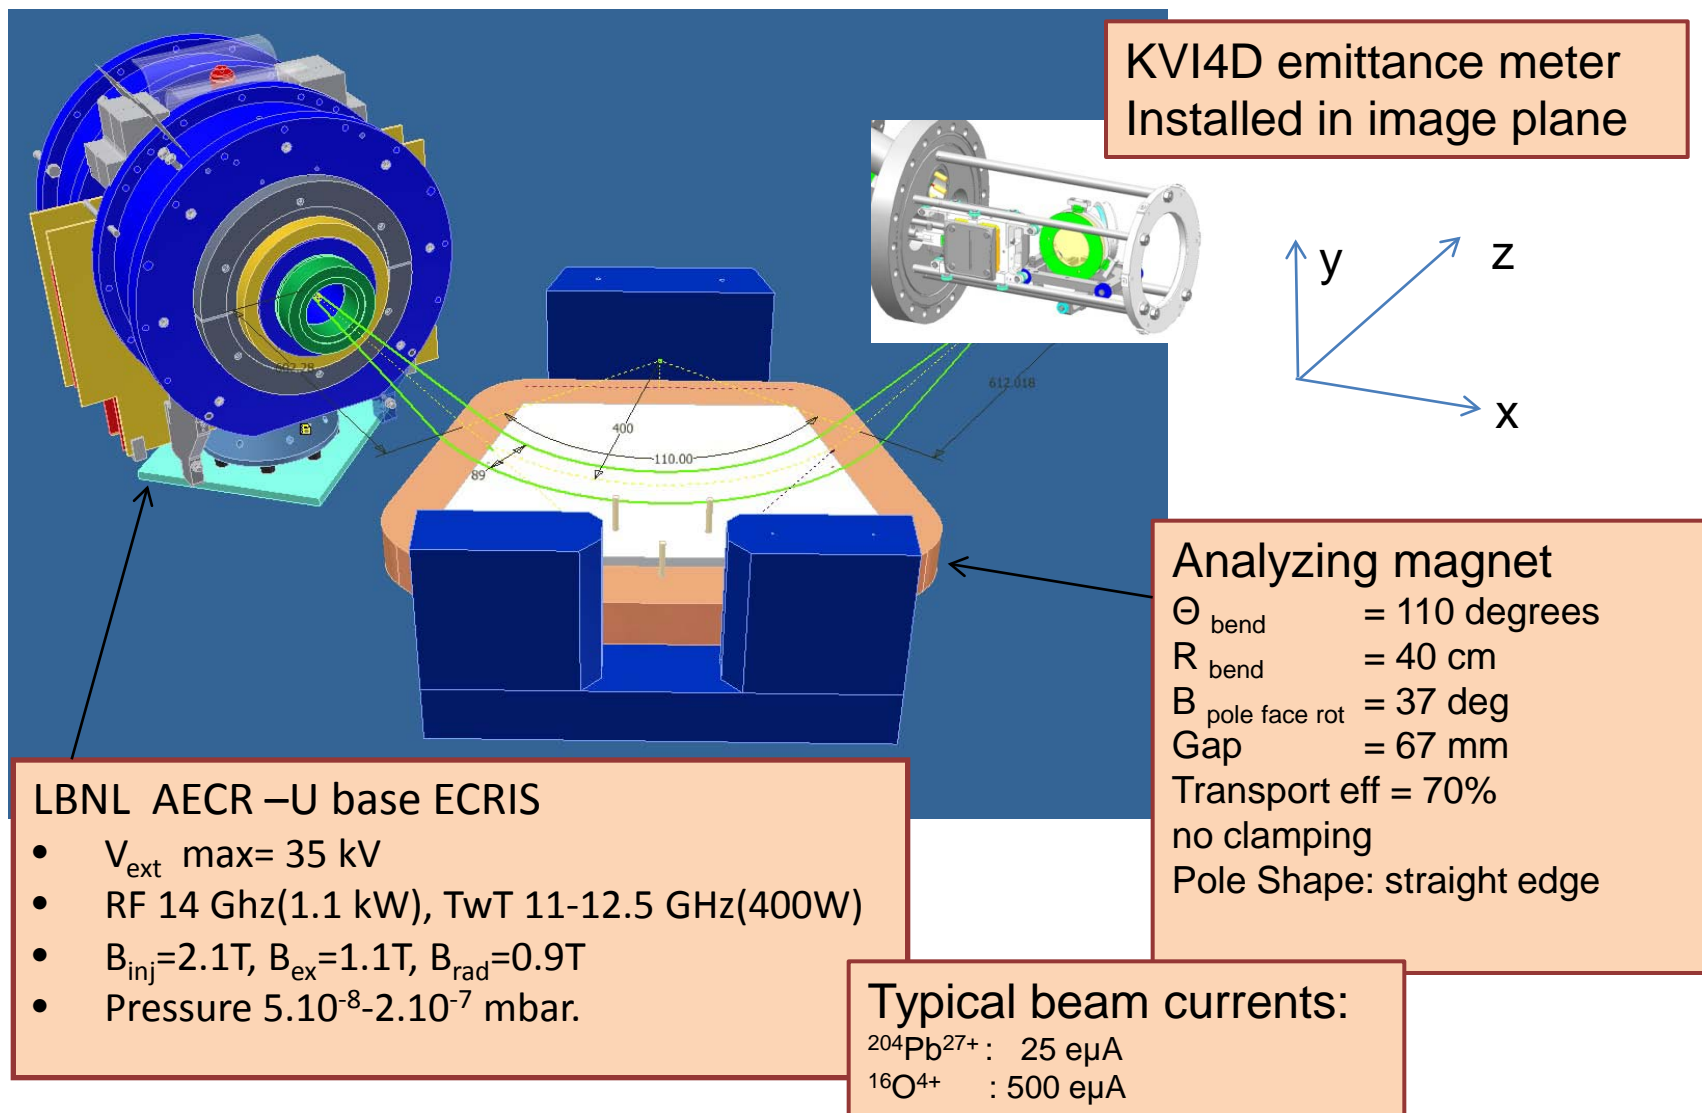 KVI4D emittance meter
Installed in image plane
y
z
x
612.018
400
110.00
89
Analyzing magnet
Θ bend = 110 degrees
R bend = 40 cm
B pole face rot = 37 deg
Gap = 67 mm
Transport eff = 70%
no clamping
Pole Shape: straight edge
LBNL AECR –U base ECRIS
• Vext max= 35 kV
• RF 14 Ghz(1.1 kW), TwT 11-12.5 GHz(400W)
• Binj=2.1T, Bex=1.1T, Brad=0.9T
• Pressure 5.10⁻⁸-2.10⁻⁷ mbar.
Typical beam currents:
²⁰⁴Pb²⁷⁺ : 25 eµA
¹⁶O⁴⁺ : 500 eµA